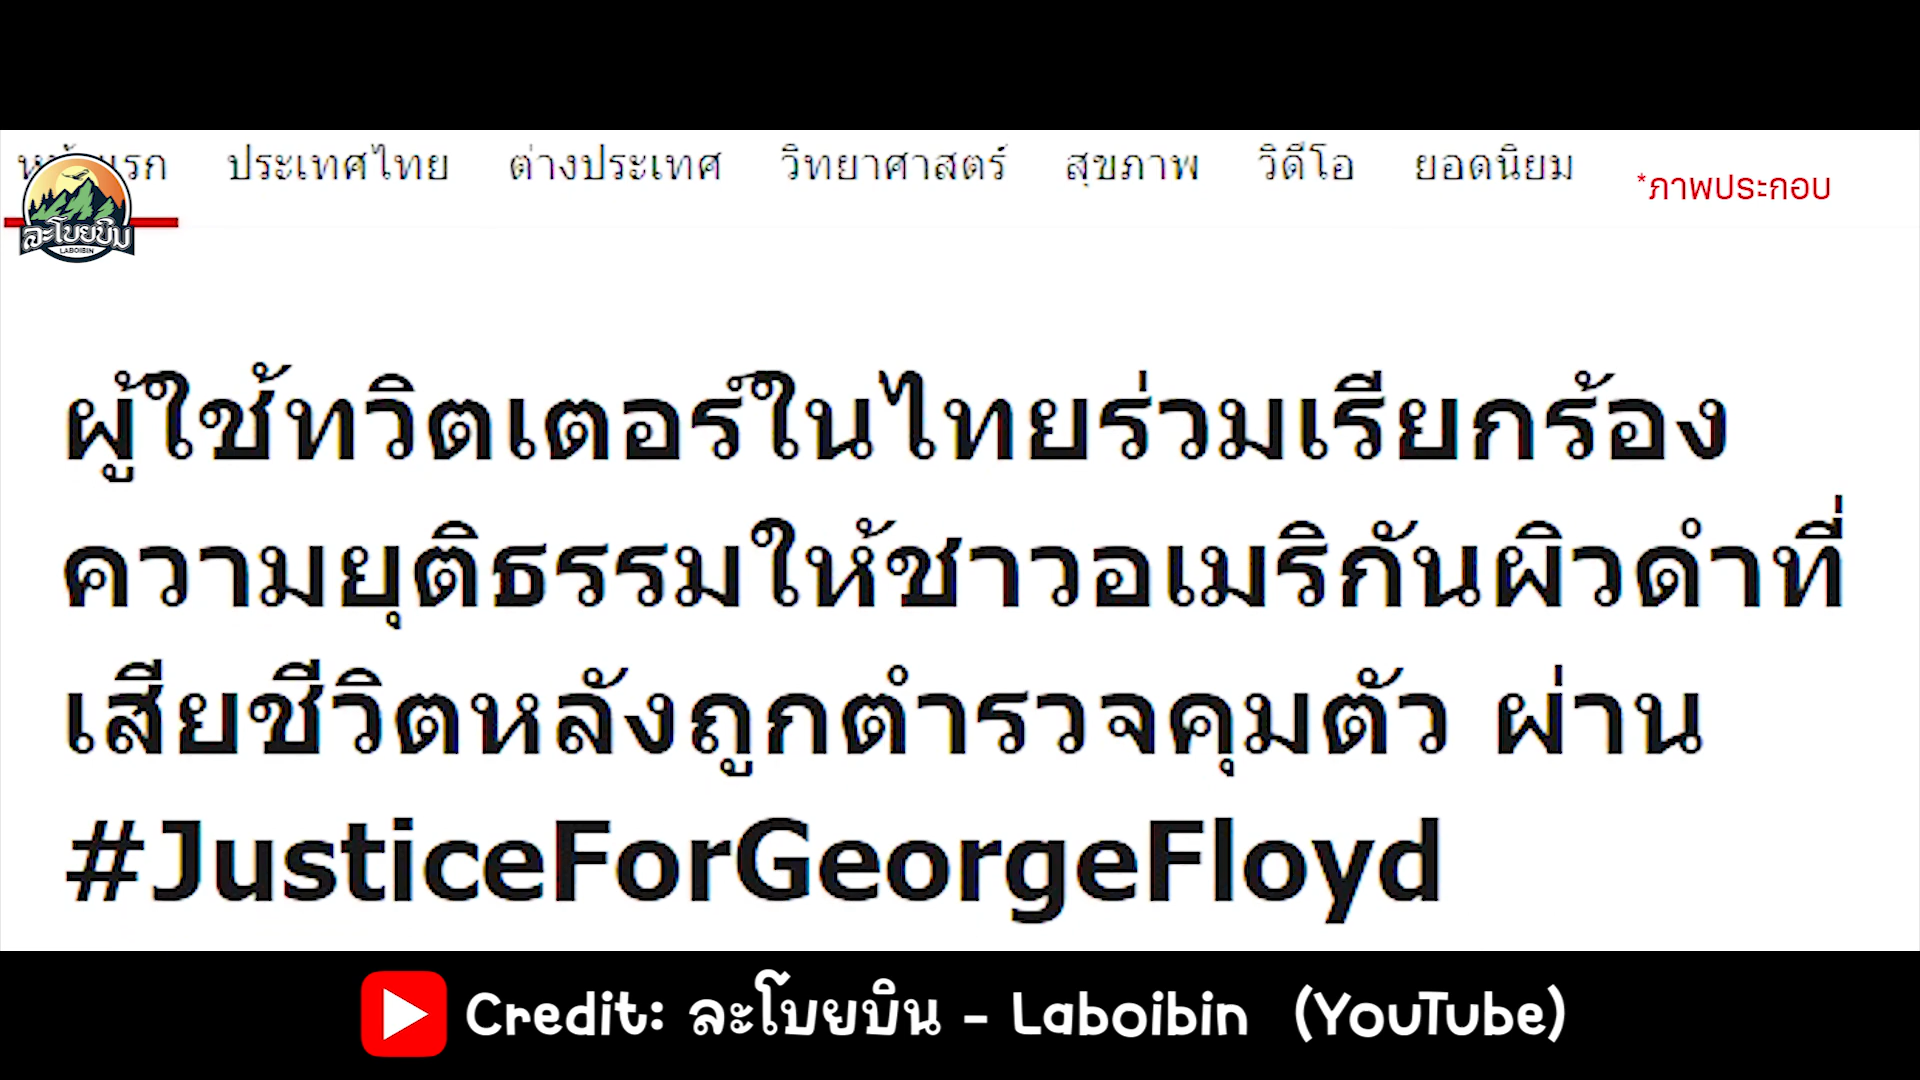 หน้าแรก ประเทศไทย ต่างประเทศ วิทยาศาสตร์ สุขภาพ วิดีโอ ยอดนิยม
*ภาพประกอบ
ละโบยบิน
LABOIBIN
ผู้ใช้ทวิตเตอร์ในไทยร่วมเรียกร้อง
ความยุติธรรมให้ชาวอเมริกันผิวดำที่
เสียชีวิตหลังถูกตำรวจคุมตัว ผ่าน
#JusticeForGeorgeFloyd
Credit: ละโบยบิน - Laboibin (YouTube)